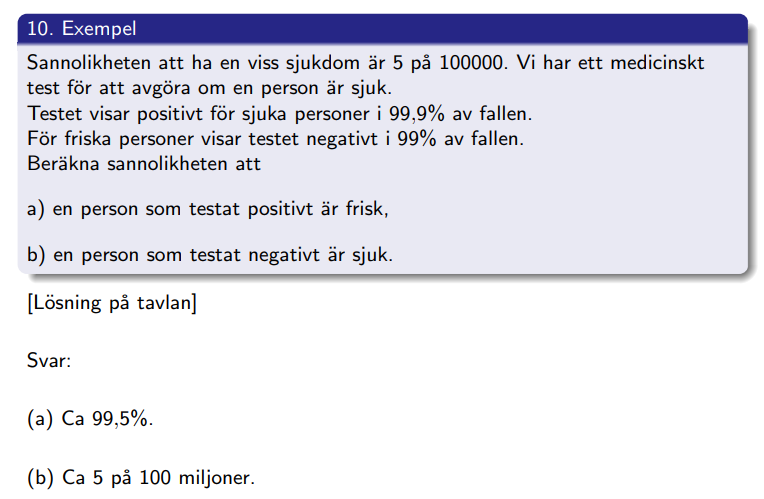 10. Exempel
Sannolikheten att ha en viss sjukdom är 5 på 100000. Vi har ett medicinskt
test för att avgöra om en person är sjuk.
Testet visar positivt för sjuka personer i 99,9% av fallen.
För friska personer visar testet negativt i 99% av fallen.
Beräkna sannolikheten att
a) en person som testat positivt är frisk,
b) en person som testat negativt är sjuk.
[Lösning på tavlan]
Svar:
(a) Ca 99,5%.
(b) Ca 5 på 100 miljoner.